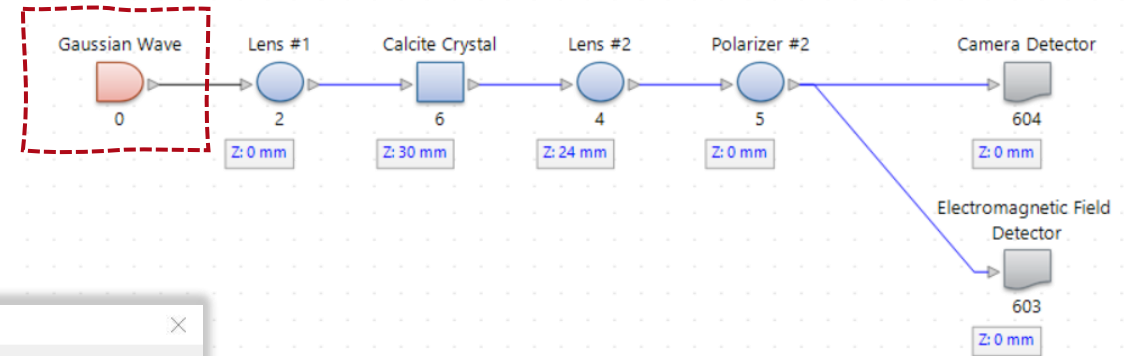 Gaussian Wave
0
Lens #1
2
Z: 0 mm
Calcite Crystal
6
Z: 30 mm
Lens #2
4
Z: 24 mm
Polarizer #2
5
Z: 0 mm
Camera Detector
604
Z: 0 mm
Electromagnetic Field
Detector
603
Z: 0 mm